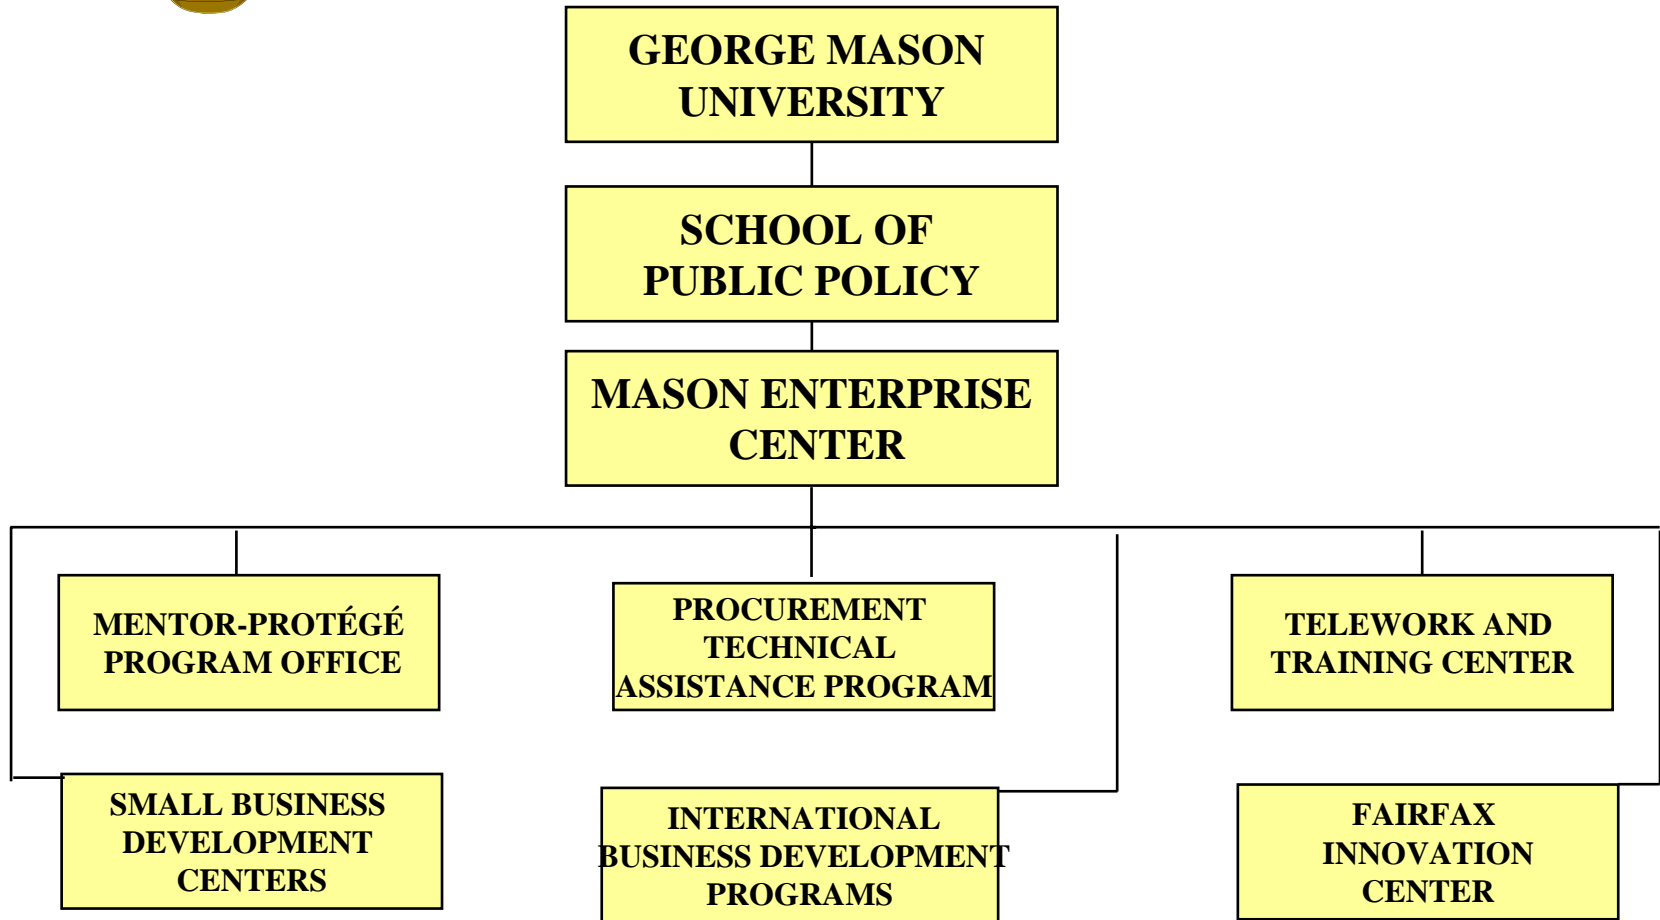 GEORGE MASON
UNIVERSITY
SCHOOL OF
PUBLIC POLICY
MASON ENTERPRISE
CENTER
MENTOR-PROTÉGÉ
PROGRAM OFFICE
PROCUREMENT
TECHNICAL
ASSISTANCE PROGRAM
TELEWORK AND
TRAINING CENTER
SMALL BUSINESS
DEVELOPMENT
CENTERS
INTERNATIONAL
BUSINESS DEVELOPMENT
PROGRAMS
FAIRFAX
INNOVATION
CENTER